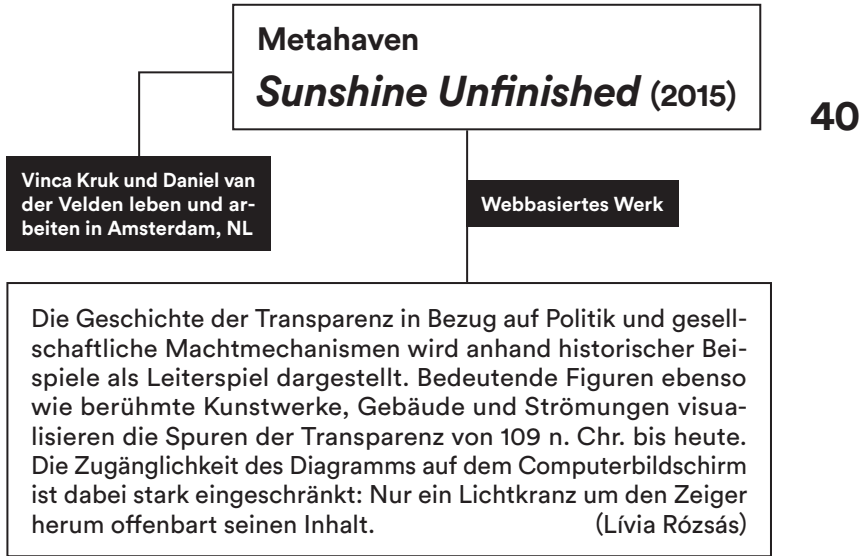 Metahaven
Sunshine Unfinished (2015)
40
Vinca Kruk und Daniel van
der Velden leben und ar-
beiten in Amsterdam, NL
Webbasiertes Werk
Die Geschichte der Transparenz in Bezug auf Politik und gesell-
schaftliche Machtmechanismen wird anhand historischer Bei-
spiele als Leiterspiel dargestellt. Bedeutende Figuren ebenso
wie berühmte Kunstwerke, Gebäude und Strömungen visua-
lisieren die Spuren der Transparenz von 109 n. Chr. bis heute.
Die Zugänglichkeit des Diagramms auf dem Computerbildschirm
ist dabei stark eingeschränkt: Nur ein Lichtkranz um den Zeiger
herum offenbart seinen Inhalt. (Lívia Rózsás)